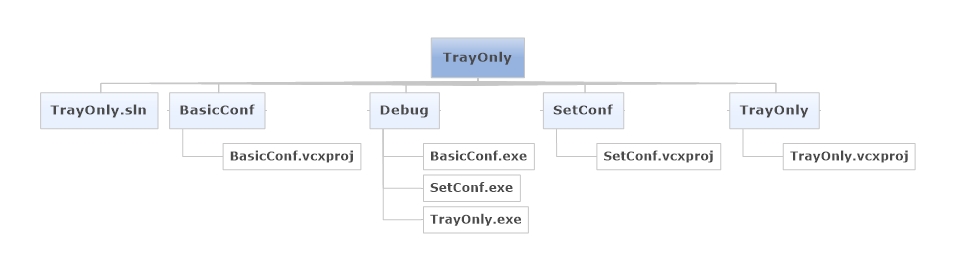 TrayOnly
TrayOnly.sln
BasicConf
Debug
SetConf
TrayOnly
BasicConf.vcxproj
BasicConf.exe
SetConf.vcxproj
TrayOnly.vcxproj
SetConf.exe
TrayOnly.exe